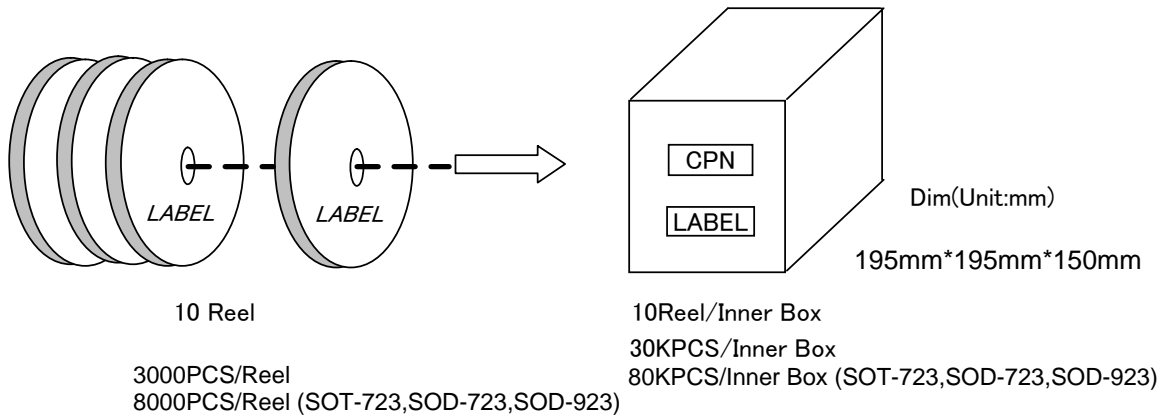 LABEL
LABEL
CPN
LABEL
Dim(Unit:mm)
195mm*195mm*150mm
10 Reel
10Reel/Inner Box
30KPCS/Inner Box
80KPCS/Inner Box (SOT-723,SOD-723,SOD-923)
3000PCS/Reel
8000PCS/Reel (SOT-723,SOD-723,SOD-923)